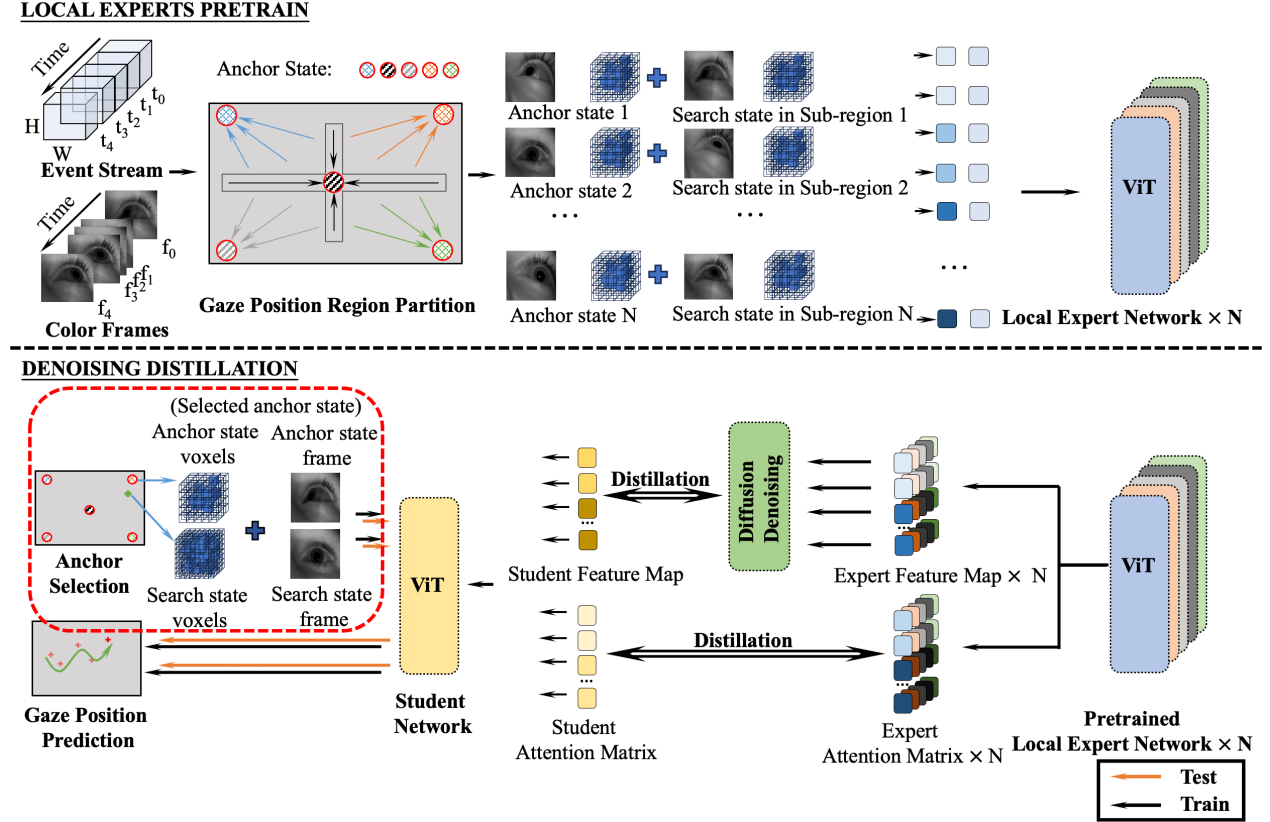 LOCAL EXPERTS PRETRAIN
Time
H
W
t4
t3
t2
t1
t0
Event Stream
Time
f0
f1
f2
f3
f4
Color Frames
Anchor State:
Gaze Position Region Partition
Anchor state 1
Search state in Sub-region 1
Anchor state 2
Search state in Sub-region 2
...
...
Anchor state N
Search state in Sub-region N
...
ViT
Local Expert Network × N
DENOISING DISTILLATION
(Selected anchor state)
Anchor state
voxels
Anchor state
frame
Anchor
Selection
Search state
voxels
Search state
frame
Gaze Position
Prediction
ViT
Student
Network
...
Student Feature Map
Distillation
Diffusion
Denoising
...
Expert Feature Map × N
...
Student
Attention Matrix
Distillation
...
Expert
Attention Matrix × N
ViT
Pretrained
Local Expert Network × N
Test
Train